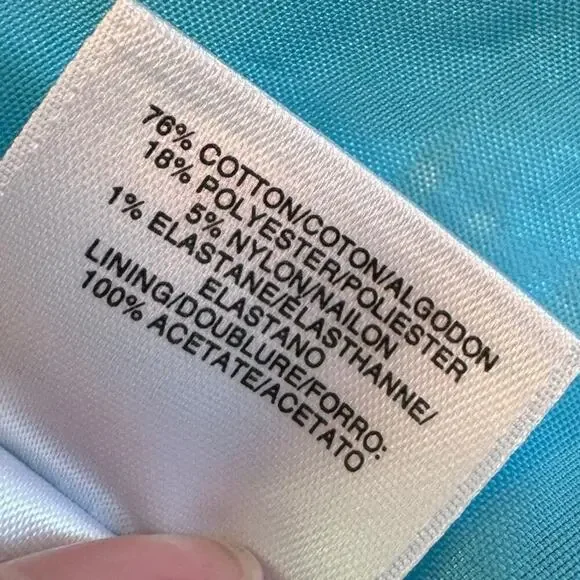 76% COTTON/COTON/ALGODON
18% POLYESTER/POLIESTER
5% NYLON/NAILON
1% ELASTANE/ÉLASTHANNE/
ELASTANO
LINING/DOUBLURE/FORRO:
100% ACETATE/ACETATO